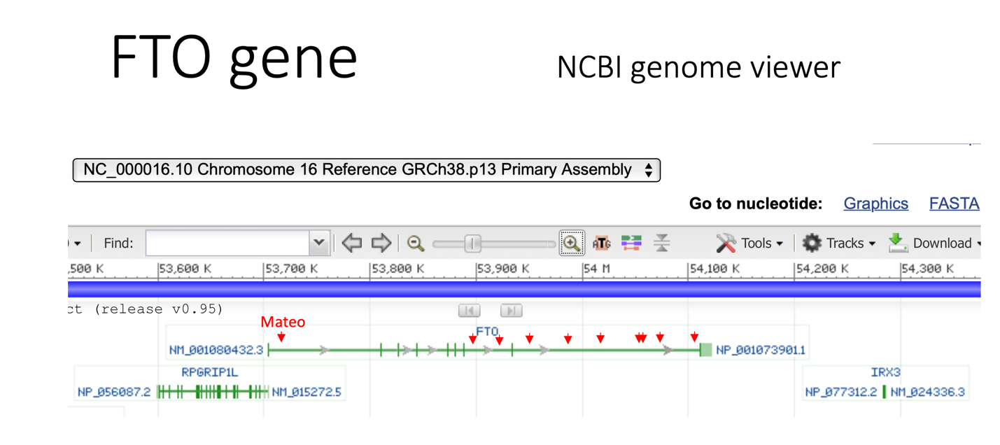 FTO gene
NCBI genome viewer
NC_000016.10 Chromosome 16 Reference GRCh38.p13 Primary Assembly
Go to nucleotide: Graphics FASTA
Find: Tools Tracks Download
,500 K 53,600 K 53,700 K 53,800 K 53,900 K 54 M 54,100 K 54,200 K 54,300 K
ct (release v0.95)
Mateo
FTO
NM_001080432.3 NP_001073901.1
RPGRIP1L IRX3
NP_056087.2 NM_015272.5 NP_077312.2 NM_024336.3